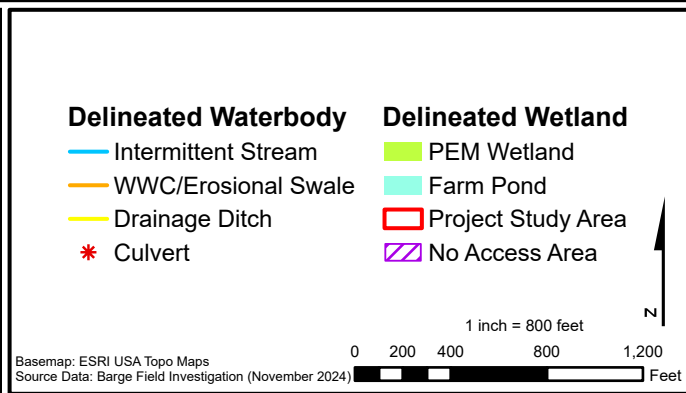 Delineated Waterbody
Intermittent Stream
WWC/Erosional Swale
Drainage Ditch
Culvert
Delineated Wetland
PEM Wetland
Farm Pond
Project Study Area
No Access Area
N
1 inch = 800 feet
Basemap: ESRI USA Topo Maps
Source Data: Barge Field Investigation (November 2024)
0 200 400 800 1,200
Feet